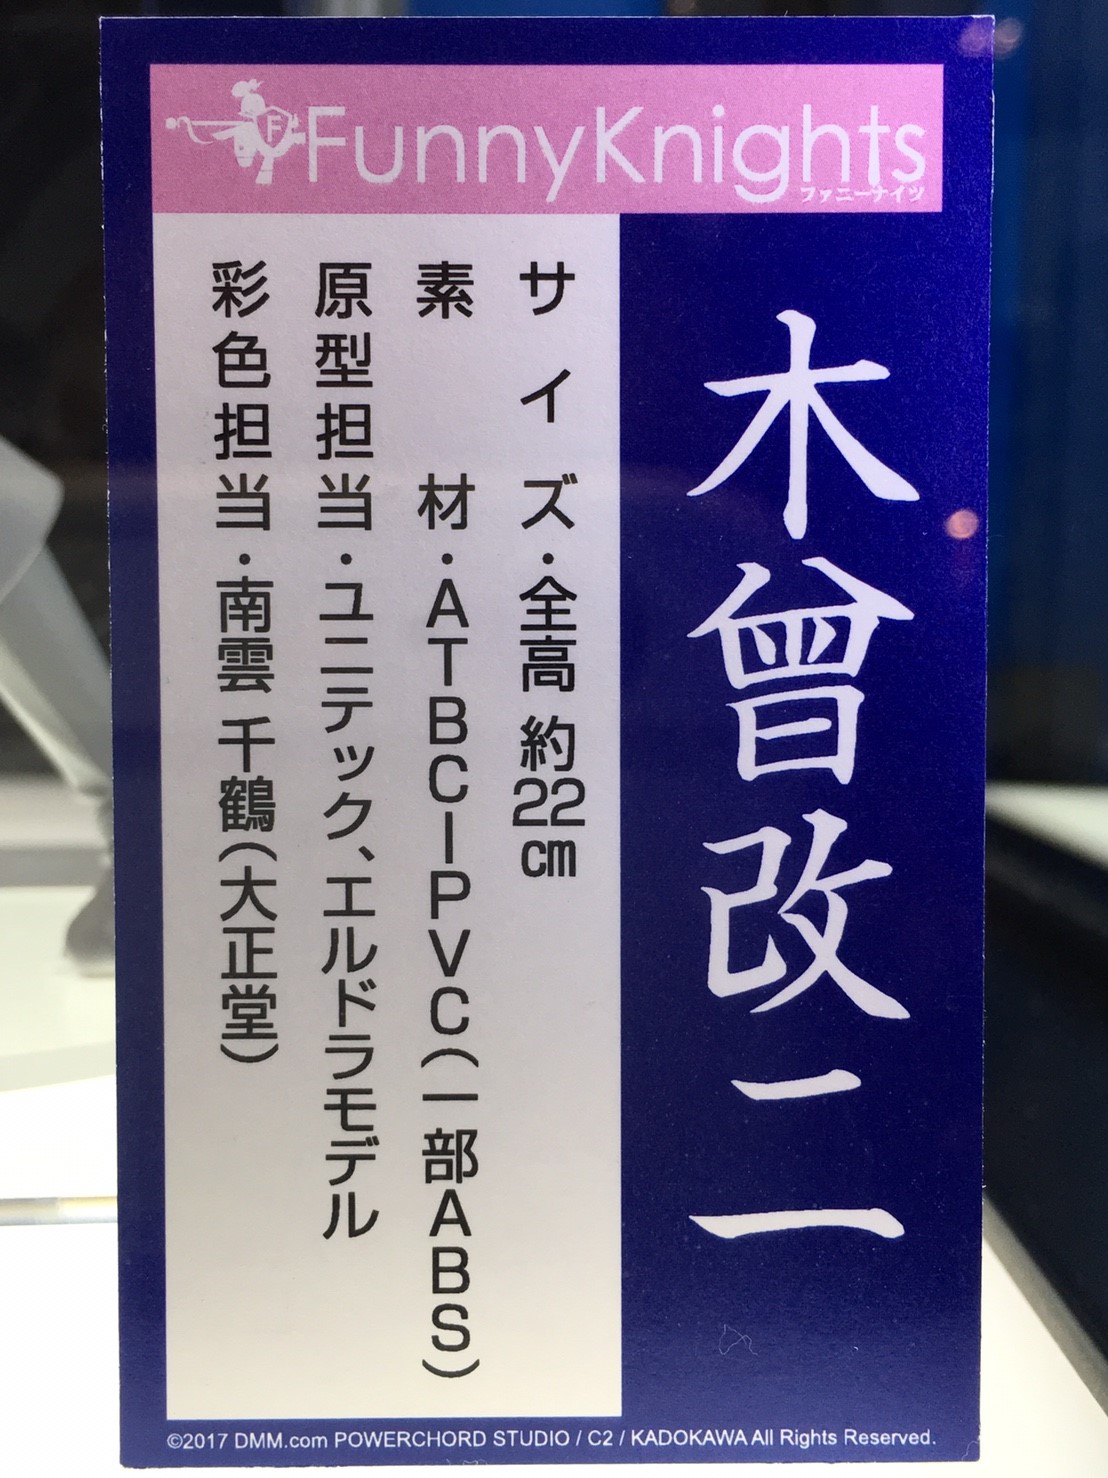 FunnyKnights
ファニーナイツ
木曾改二
サイズ・全高 約22cm
素材・ATBC-PVC(一部ABS)
原型担当・ユニテック、エルドラモデル
彩色担当・南雲 千鶴(大正堂)
©2017 DMM.com POWERCHORD STUDIO / C2 / KADOKAWA All Rights Reserved.